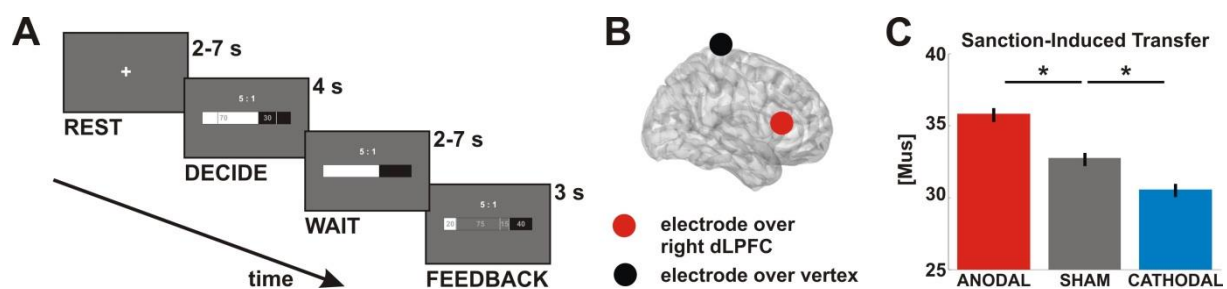 A
2-7 s
+
REST
4 s
5 : 1
70 30
DECIDE
2-7 s
5 : 1
WAIT
3 s
5 : 1
20 75 15 40
FEEDBACK
time
B
electrode over
right dLPFC
electrode over vertex
C
Sanction-Induced Transfer
40
* *
35
[Mus]
30
25
ANODAL SHAM CATHODAL